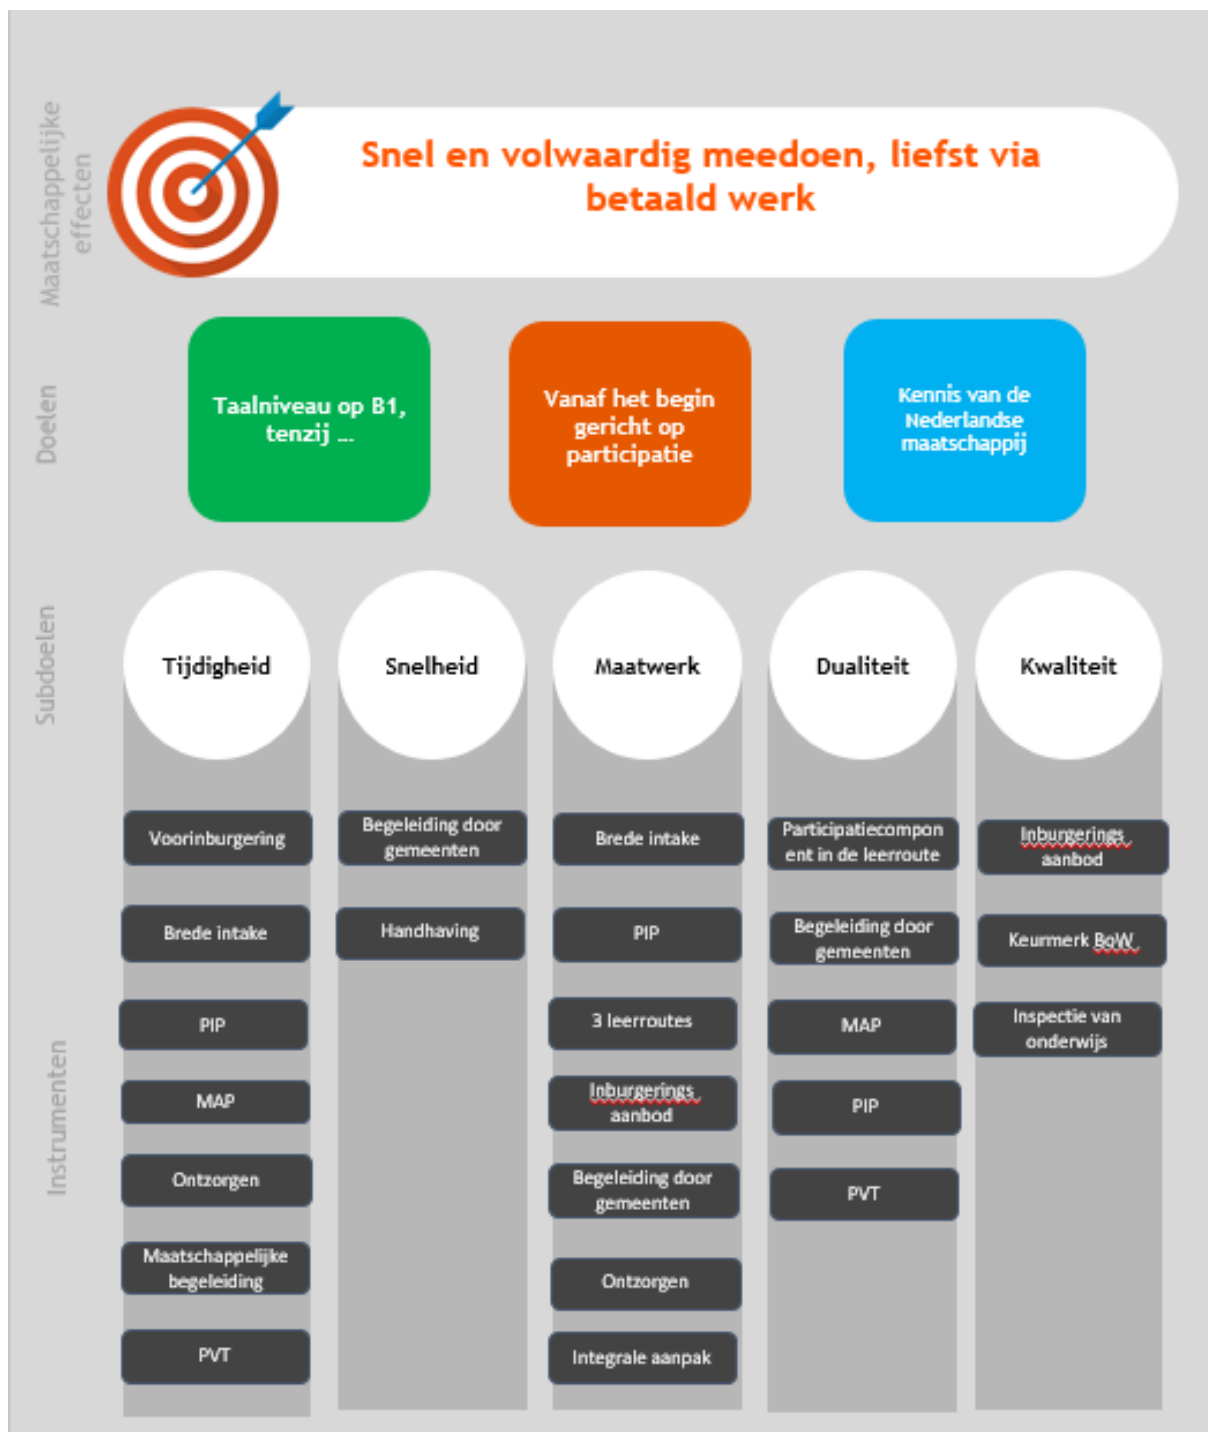 Maatschappelijke
effecten
Snel en volwaardig meedoen, liefst via
betaald werk
Doelen
Taalniveau op B1,
tenzij ...
Vanaf het begin
gericht op
participatie
Kennis van de
Nederlandse
maatschappij
Subdoelen
Tijdigheid
Snelheid
Maatwerk
Dualiteit
Kwaliteit
Instrumenten
Voorinburgering
Brede intake
PIP
MAP
Ontzorgen
Maatschappelijke
begeleiding
PVT
Begeleiding door
gemeenten
Handhaving
Brede intake
PIP
3 leerroutes
Inburgerings
aanbod
Begeleiding door
gemeenten
Ontzorgen
Integrale aanpak
Participatiecompon
ent in de leerroute
Begeleiding door
gemeenten
MAP
PIP
PVT
Inburgerings
aanbod
Keurmerk BoW
Inspectie van
onderwijs